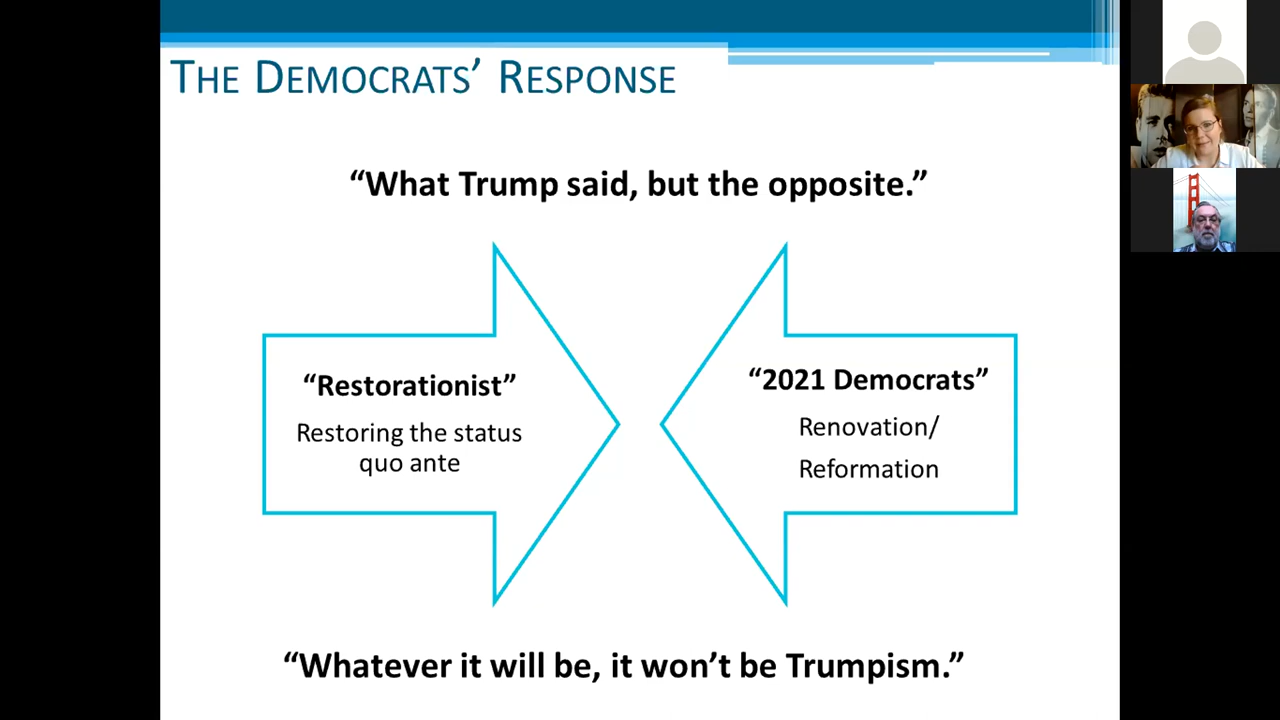 THE DEMOCRATS’ RESPONSE
“What Trump said, but the opposite.”
“Restorationist”
Restoring the status
quo ante
“2021 Democrats”
Renovation/
Reformation
“Whatever it will be, it won’t be Trumpism.”